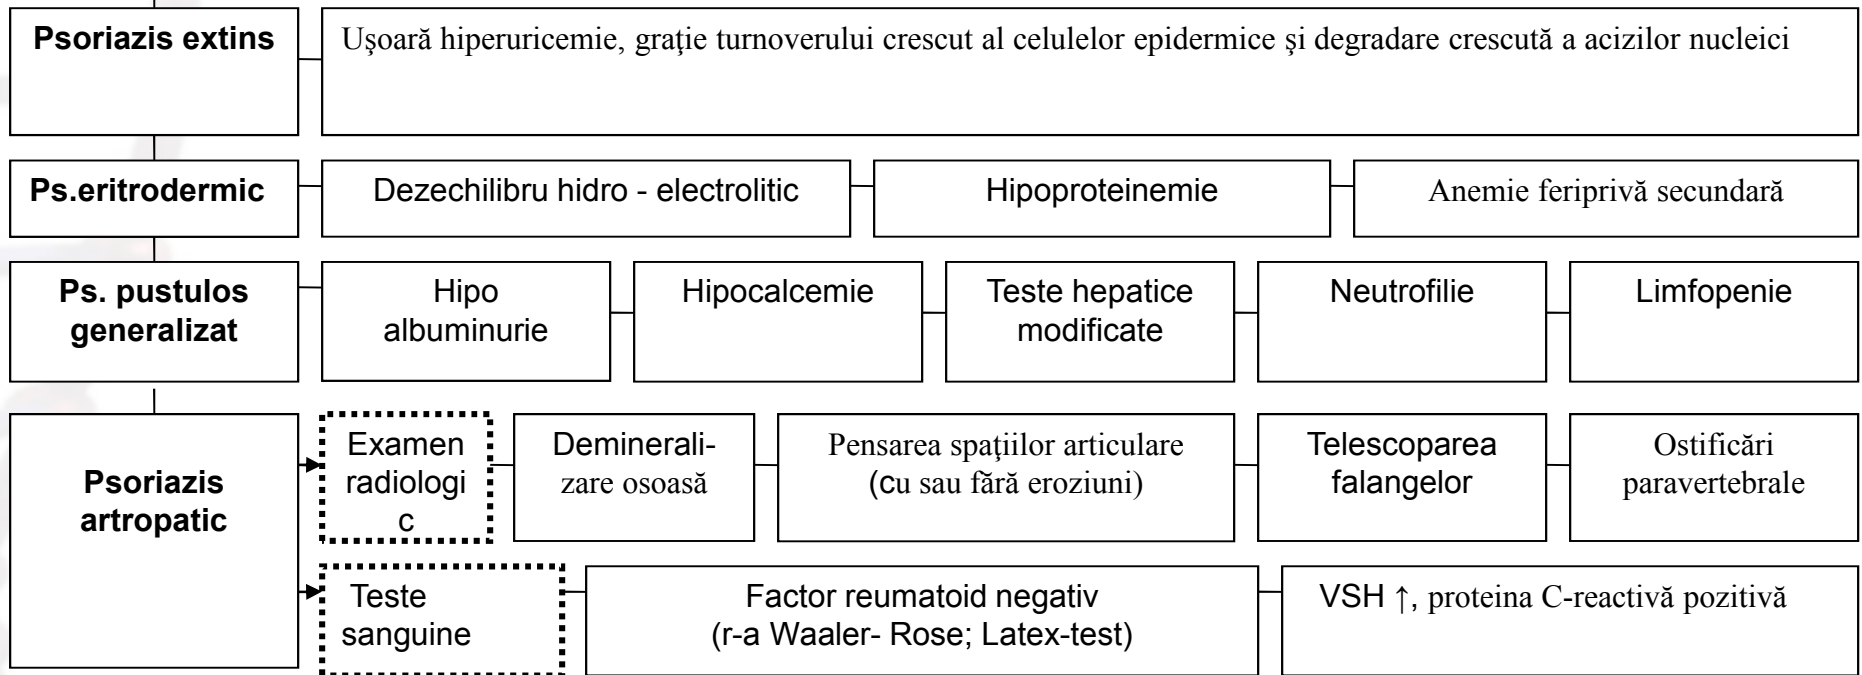 Psoriazis extins
Uşoară hiperuricemie, graţie turnoverului crescut al celulelor epidermice şi degradare crescută a acizilor nucleici
Ps.eritrodermic
Dezechilibru hidro - electrolitic
Hipoproteinemie
Anemie feriprivă secundară
Ps. pustulos
generalizat
Hipo
albuminurie
Hipocalcemie
Teste hepatice
modificate
Neutrofilie
Limfopenie
Psoriazis
artropatic
Examen
radiologi
c
Deminerali-
zare osoasă
Pensarea spaţiilor articulare
(cu sau fără eroziuni)
Telescoparea
falangelor
Ostificări
paravertebrale
Teste
sanguine
Factor reumatoid negativ
(r-a Waaler- Rose; Latex-test)
VSH ↑, proteina C-reactivă pozitivă